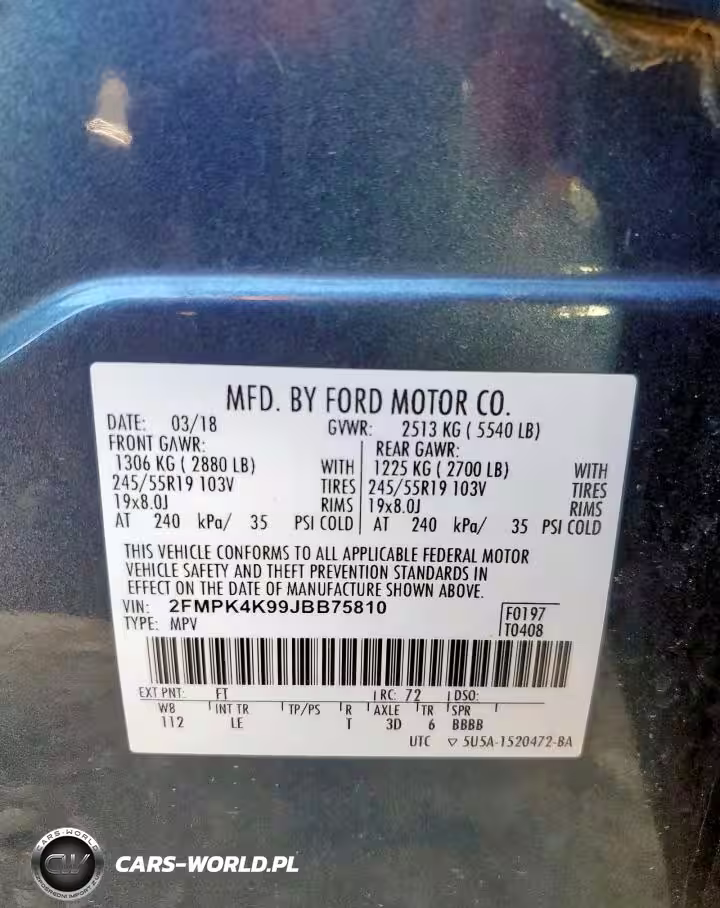 MFD. BY FORD MOTOR CO.
DATE: 03/18 GVWR: 2513 KG ( 5540 LB)
FRONT GAWR: REAR GAWR:
1306 KG ( 2880 LB) WITH 1225 KG ( 2700 LB) WITH
245/55R19 103V TIRES 245/55R19 103V TIRES
19x8.0J RIMS 19x8.0J RIMS
AT 240 kPa/ 35 PSI COLD AT 240 kPa/ 35 PSI COLD
THIS VEHICLE CONFORMS TO ALL APPLICABLE FEDERAL MOTOR
VEHICLE SAFETY AND THEFT PREVENTION STANDARDS IN
EFFECT ON THE DATE OF MANUFACTURE SHOWN ABOVE.
VIN: 2FMPK4K99JBB75810 F0197
TYPE: MPV T0408
EXT PNT: FT RC: 72 DSO:
WB INT TR TP/PS R AXLE TR SPR
112 LE T 3D 6 BBBB
UTC ▽ 5U5A-1520472-BA
CARS-WORLD
CW
CARS-WORLD.PL